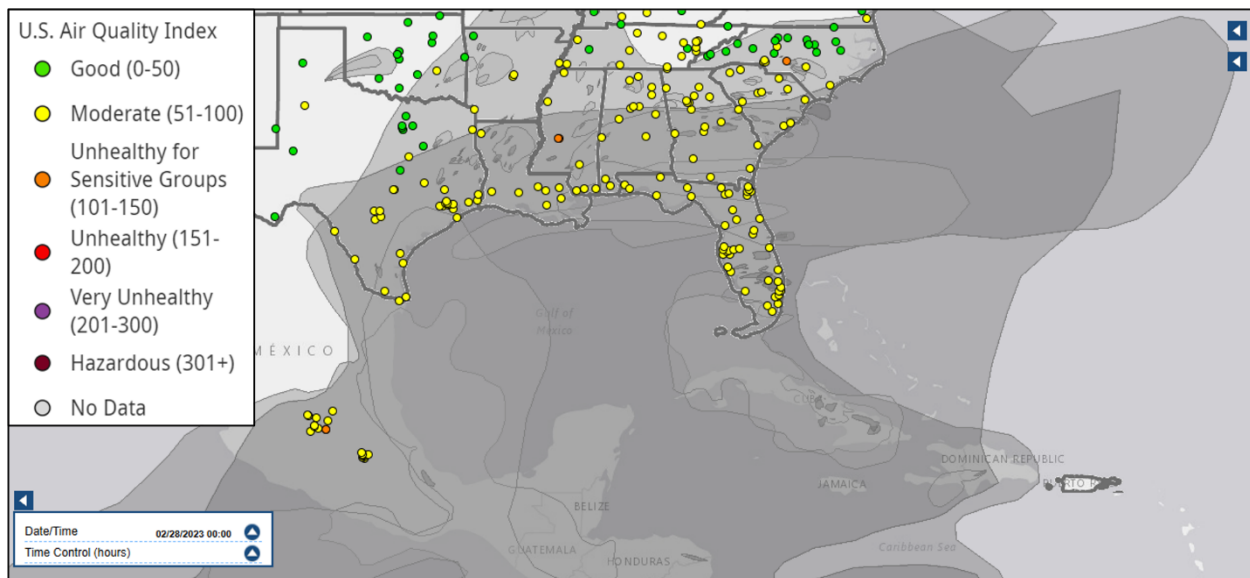 U.S. Air Quality Index
Good (0-50)
Moderate (51-100)
Unhealthy for
Sensitive Groups
(101-150)
Unhealthy (151-
200)
Very Unhealthy
(201-300)
Hazardous (301+)
No Data
MÉXICO
Gulf of
Mexico
CUBA
DOMINICAN REPUBLIC
JAMAICA
PUERTO
BELIZE
GUATEMALA
HONDURAS
Caribbean Sea
Date/Time 02/28/2023 00:00
Time Control (hours)